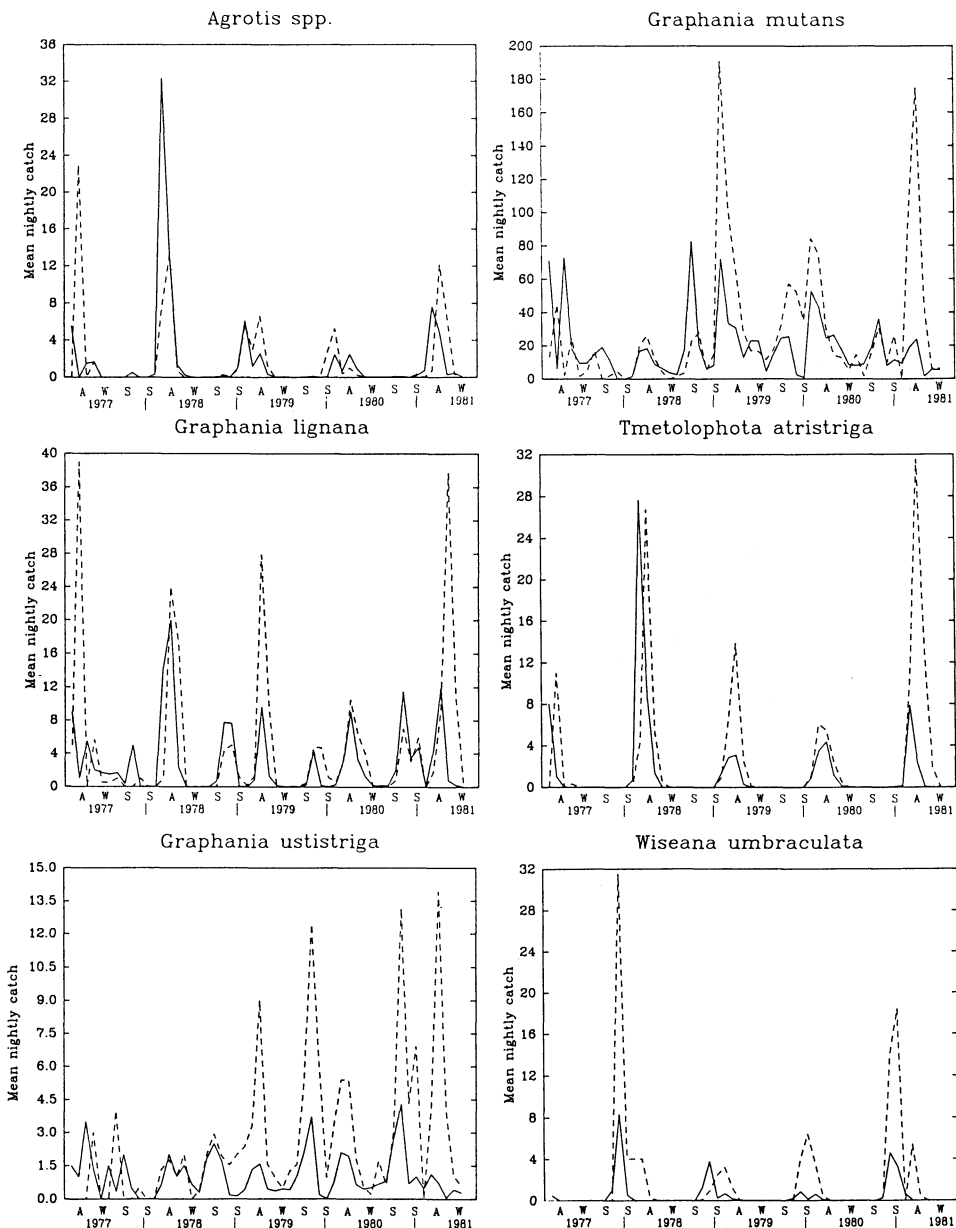 Agrotis spp.
Mean nightly catch
36
32
28
24
20
16
12
8
4
0
A W S S A W S S A W S S A W S S A W
1977 | 1978 | 1979 | 1980 | 1981
Graphania mutans
Mean nightly catch
200
180
160
140
120
100
80
60
40
20
0
A W S S A W S S A W S S A W S S A W
1977 | 1978 | 1979 | 1980 | 1981
Graphania lignana
Mean nightly catch
40
36
32
28
24
20
16
12
8
4
0
A W S S A W S S A W S S A W S S A W
1977 | 1978 | 1979 | 1980 | 1981
Tmetolophota atristriga
Mean nightly catch
32
28
24
20
16
12
8
4
0
A W S S A W S S A W S S A W S S A W
1977 | 1978 | 1979 | 1980 | 1981
Graphania ustistriga
Mean nightly catch
15.0
13.5
12.0
10.5
9.0
7.5
6.0
4.5
3.0
1.5
0.0
A W S S A W S S A W S S A W S S A W
1977 | 1978 | 1979 | 1980 | 1981
Wiseana umbraculata
Mean nightly catch
32
28
24
20
16
12
8
4
0
A W S S A W S S A W S S A W S S A W
1977 | 1978 | 1979 | 1980 | 1981